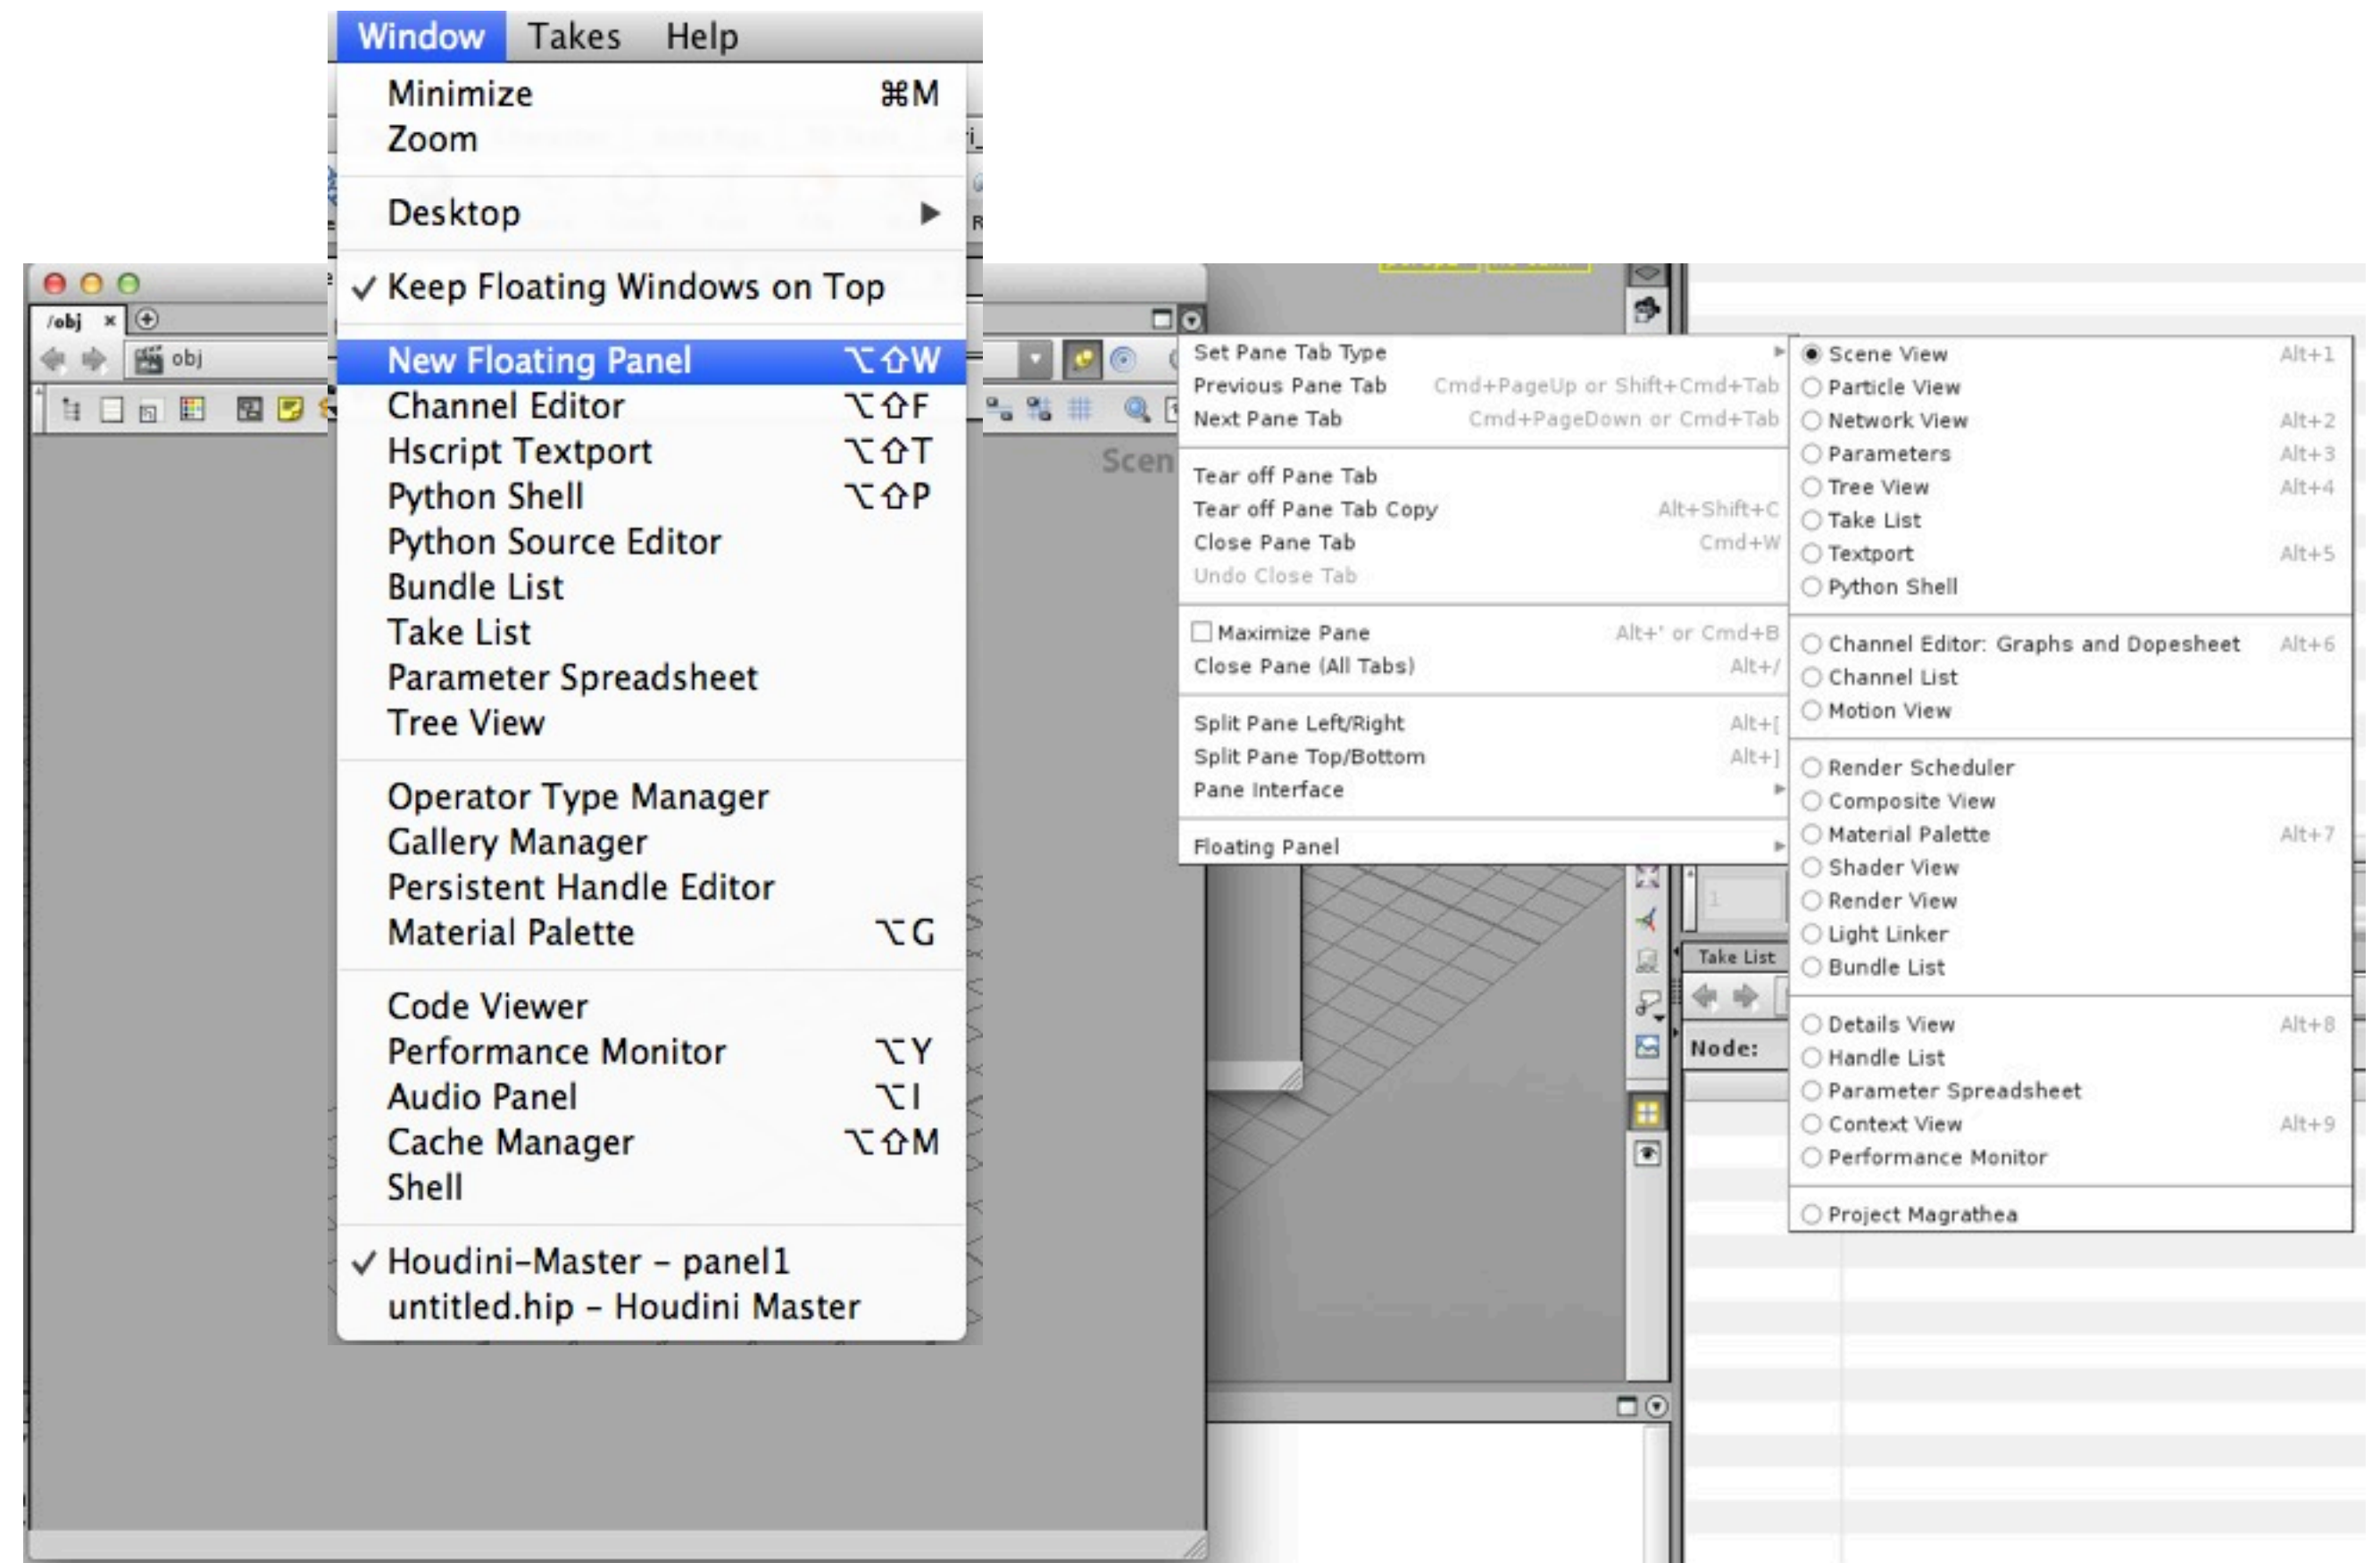 Window Takes Help
Minimize ⌘M
Zoom
Desktop ▶
✓ Keep Floating Windows on Top
New Floating Panel ⌥⇧W
Channel Editor ⌥⇧F
Hscript Textport ⌥⇧T
Python Shell ⌥⇧P
Python Source Editor
Bundle List
Take List
Parameter Spreadsheet
Tree View
Operator Type Manager
Gallery Manager
Persistent Handle Editor
Material Palette ⌥G
Code Viewer
Performance Monitor ⌥Y
Audio Panel ⌥I
Cache Manager ⌥⇧M
Shell
✓ Houdini-Master – panel1
untitled.hip – Houdini Master
/obj
obj
Scen
Set Pane Tab Type
Previous Pane Tab Cmd+PageUp or Shift+Cmd+Tab
Next Pane Tab Cmd+PageDown or Cmd+Tab
Tear off Pane Tab
Tear off Pane Tab Copy Alt+Shift+C
Close Pane Tab Cmd+W
Undo Close Tab
Maximize Pane Alt+' or Cmd+B
Close Pane (All Tabs) Alt+/
Split Pane Left/Right Alt+[
Split Pane Top/Bottom Alt+]
Pane Interface
Floating Panel
Scene View Alt+1
Particle View
Network View Alt+2
Parameters Alt+3
Tree View Alt+4
Take List
Textport Alt+5
Python Shell
Channel Editor: Graphs and Dopesheet Alt+6
Channel List
Motion View
Render Scheduler
Composite View
Material Palette Alt+7
Shader View
Render View
Light Linker
Bundle List
Details View Alt+8
Handle List
Parameter Spreadsheet
Context View Alt+9
Performance Monitor
Project Magrathea
1
Take List
Node: